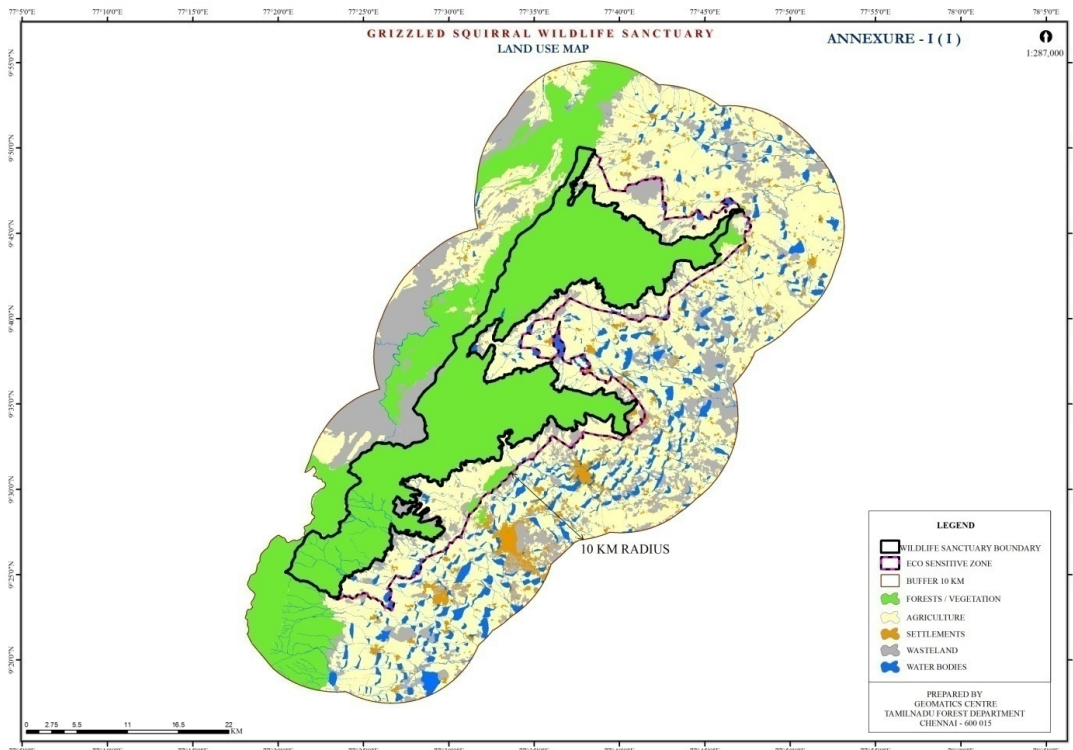 77°5'0"E 77°10'0"E 77°15'0"E 77°20'0"E 77°25'0"E 77°30'0"E 77°35'0"E 77°40'0"E 77°45'0"E 77°50'0"E 77°55'0"E 78°0'0"E 78°5'0"E
GRIZZLED SQUIRRAL WILDLIFE SANCTUARY
LAND USE MAP
ANNEXURE - I ( I )
1:287,000
9°55'0"N
9°50'0"N
9°45'0"N
9°40'0"N
9°35'0"N
9°30'0"N
9°25'0"N
9°20'0"N
10 KM RADIUS
LEGEND
WILDLIFE SANCTUARY BOUNDARY
ECO SENSITIVE ZONE
BUFFER 10 KM
FORESTS / VEGETATION
AGRICULTURE
SETTLEMENTS
WASTELAND
WATER BODIES
PREPARED BY
GEOMATICS CENTRE
TAMILNADU FOREST DEPARTMENT
CHENNAI - 600 015
0 2.75 5.5 11 16.5 22
KM